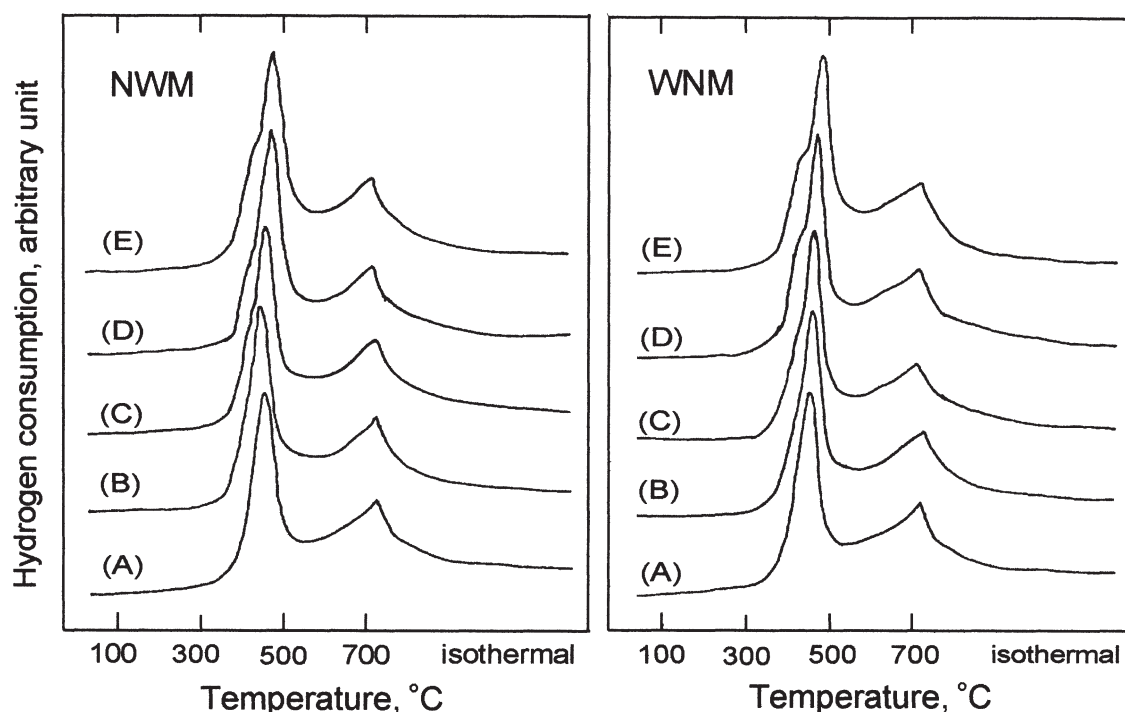 Hydrogen consumption, arbitrary unit
NWM
(E)
(D)
(C)
(B)
(A)
100 300 500 700 isothermal
Temperature, °C
WNM
(E)
(D)
(C)
(B)
(A)
100 300 500 700 isothermal
Temperature, °C